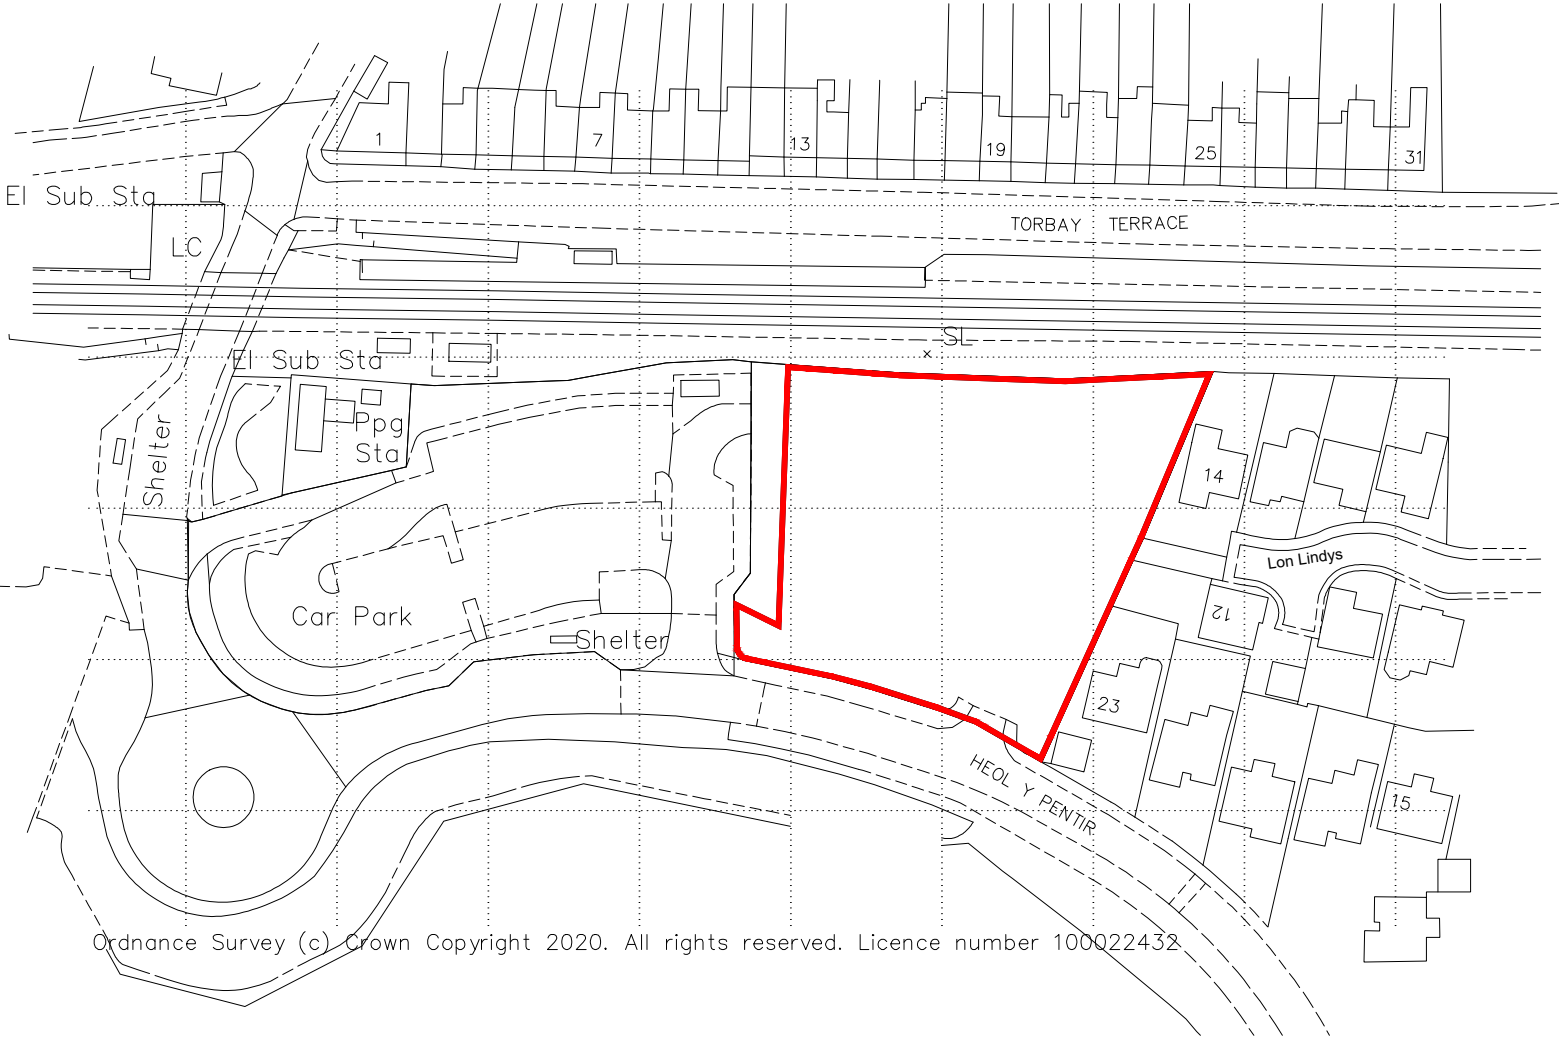 1
7
13
19
25
31
El Sub Sta
TORBAY TERRACE
LC
SL
El Sub Sta
Shelter
Ppg
Sta
14
Lon Lindys
12
Car Park
Shelter
23
HEOL Y PENTIR
15
Ordnance Survey (c) Crown Copyright 2020. All rights reserved. Licence number 100022432